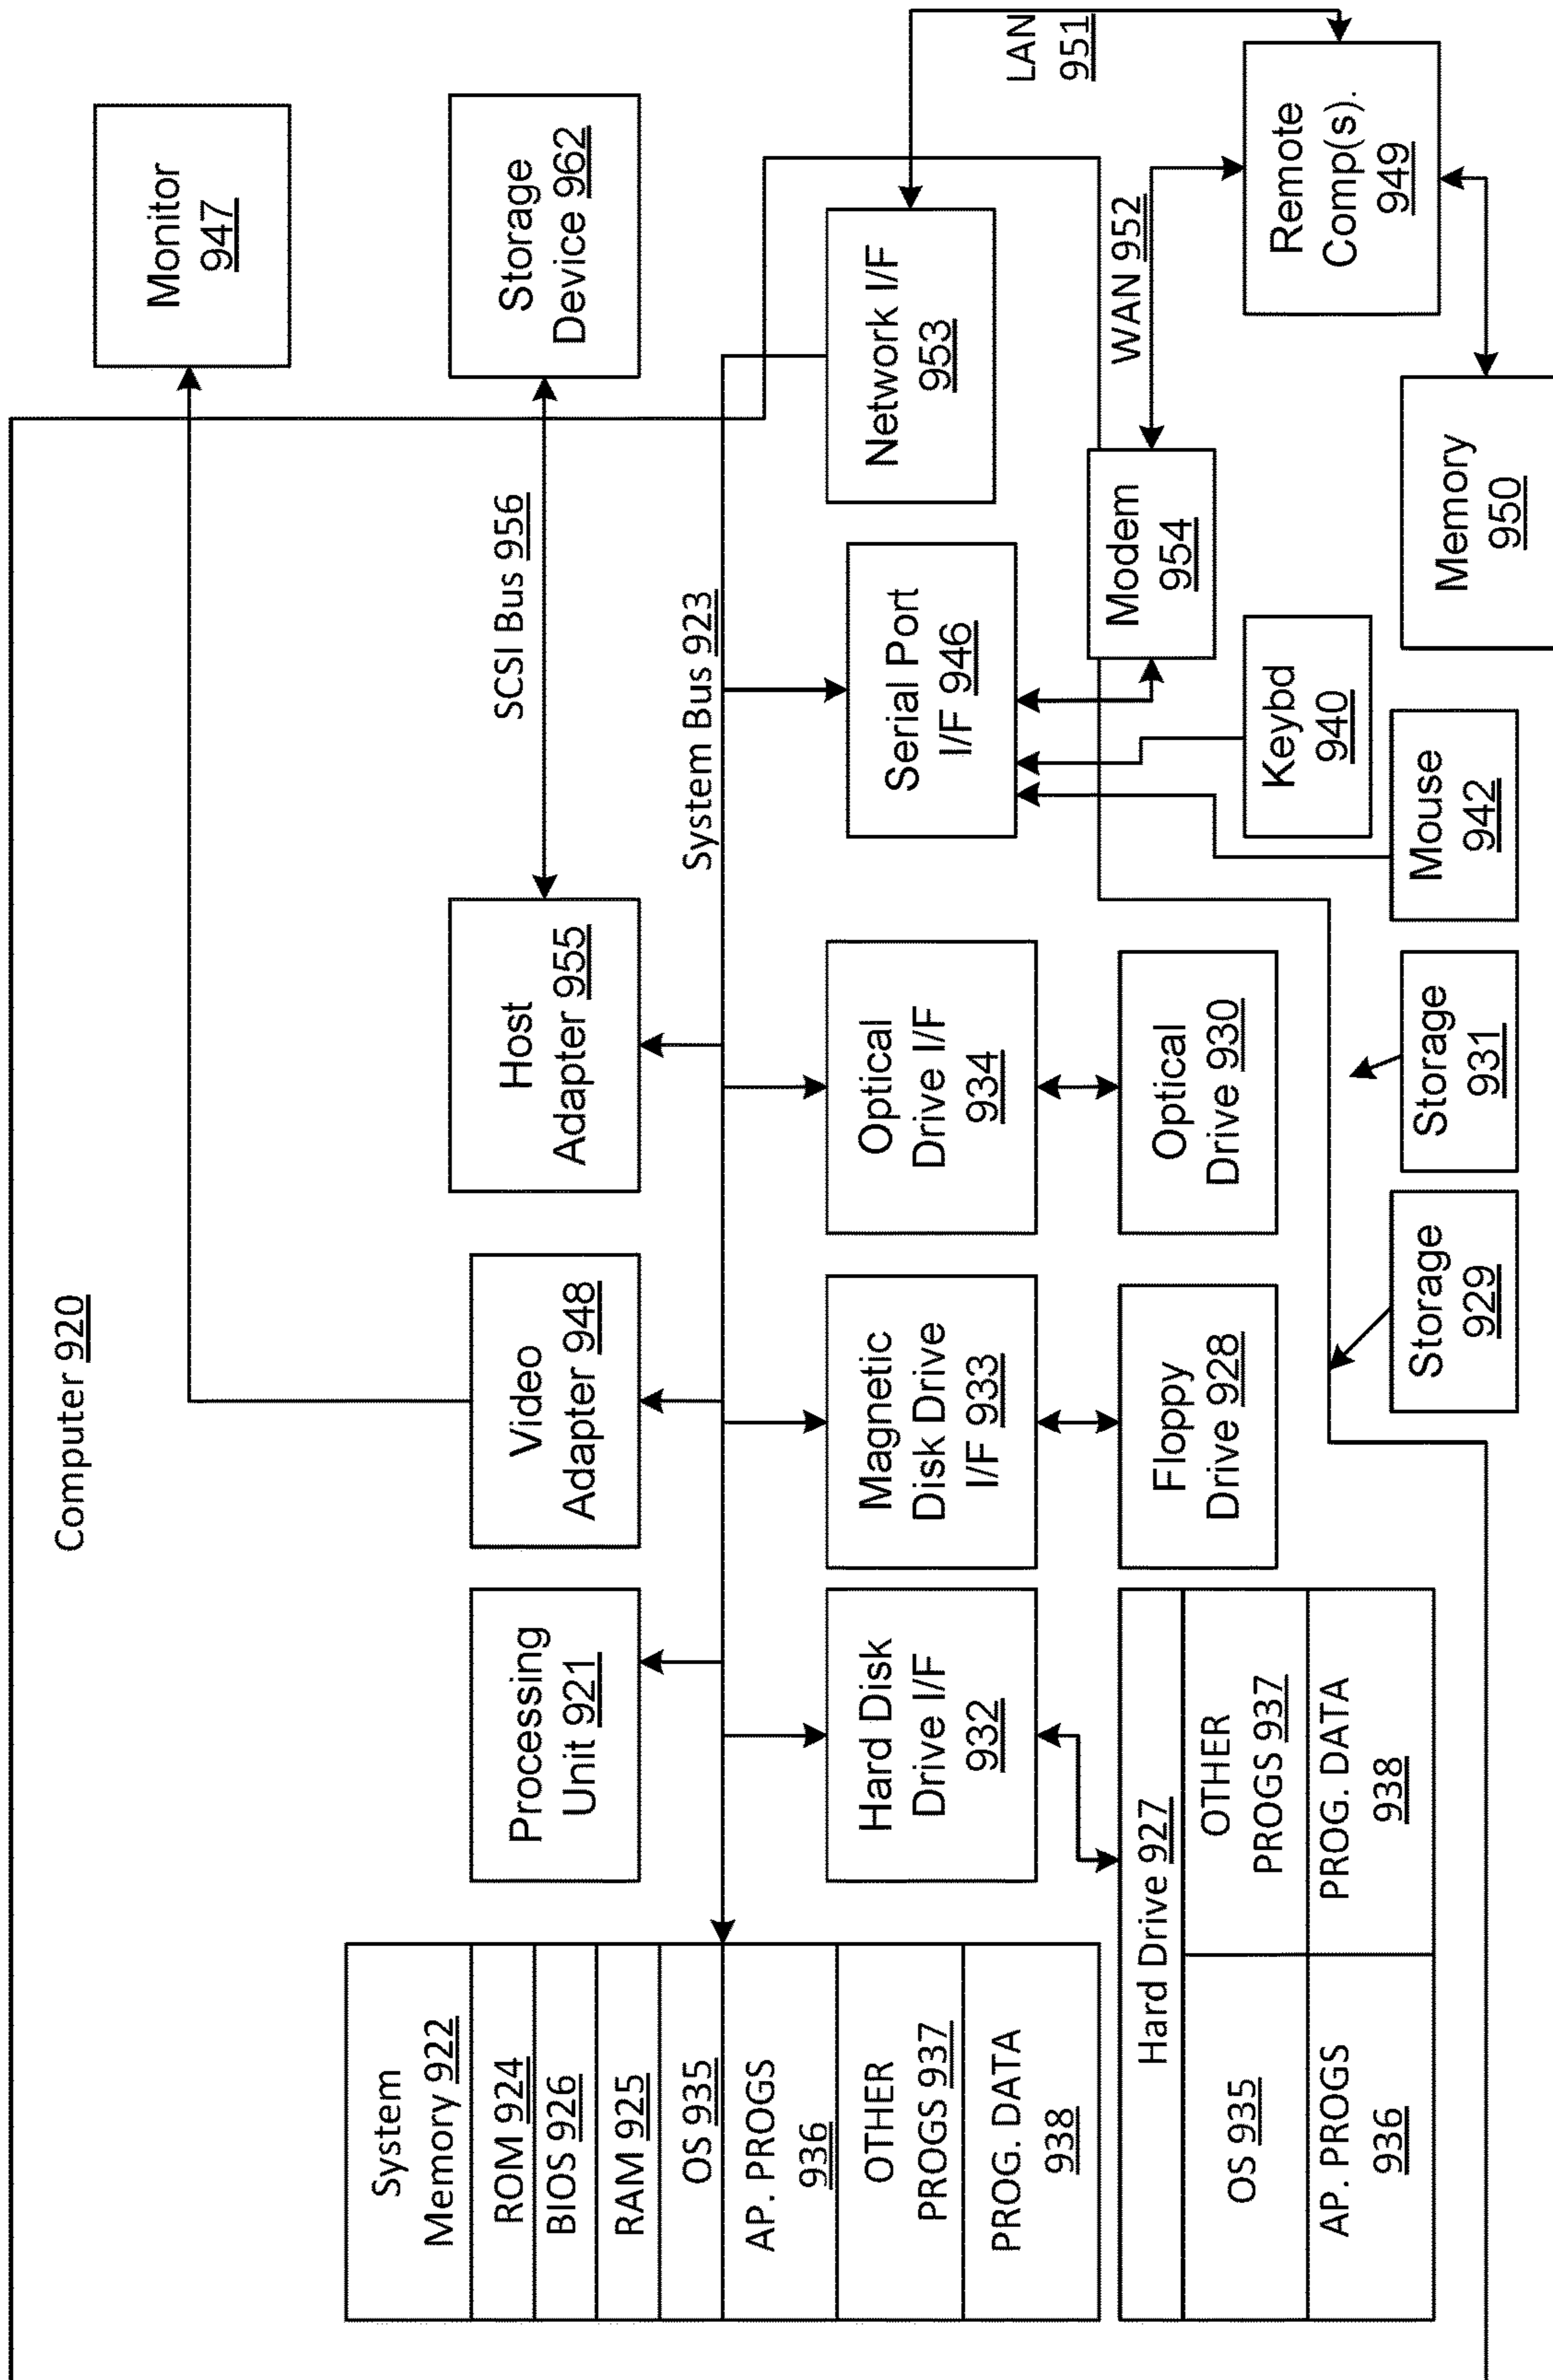 Computer 920
Monitor
947
System
Memory 922
ROM 924
BIOS 926
RAM 925
OS 935
AP. PROGS
936
OTHER
PROGS 937
PROG. DATA
938
Processing
Unit 921
Video
Adapter 948
Host
Adapter 955
SCSI Bus 956
Storage
Device 962
System Bus 923
Hard Disk
Drive I/F
932
Magnetic
Disk Drive
I/F 933
Optical
Drive I/F
934
Serial Port
I/F 946
Network I/F
953
LAN
951
Hard Drive 927
OS 935
OTHER
PROGS 937
AP. PROGS
936
PROG. DATA
938
Floppy
Drive 928
Optical
Drive 930
Modem
954
WAN 952
Remote
Comp(s).
949
Keybd
940
Storage
929
Storage
931
Mouse
942
Memory
950